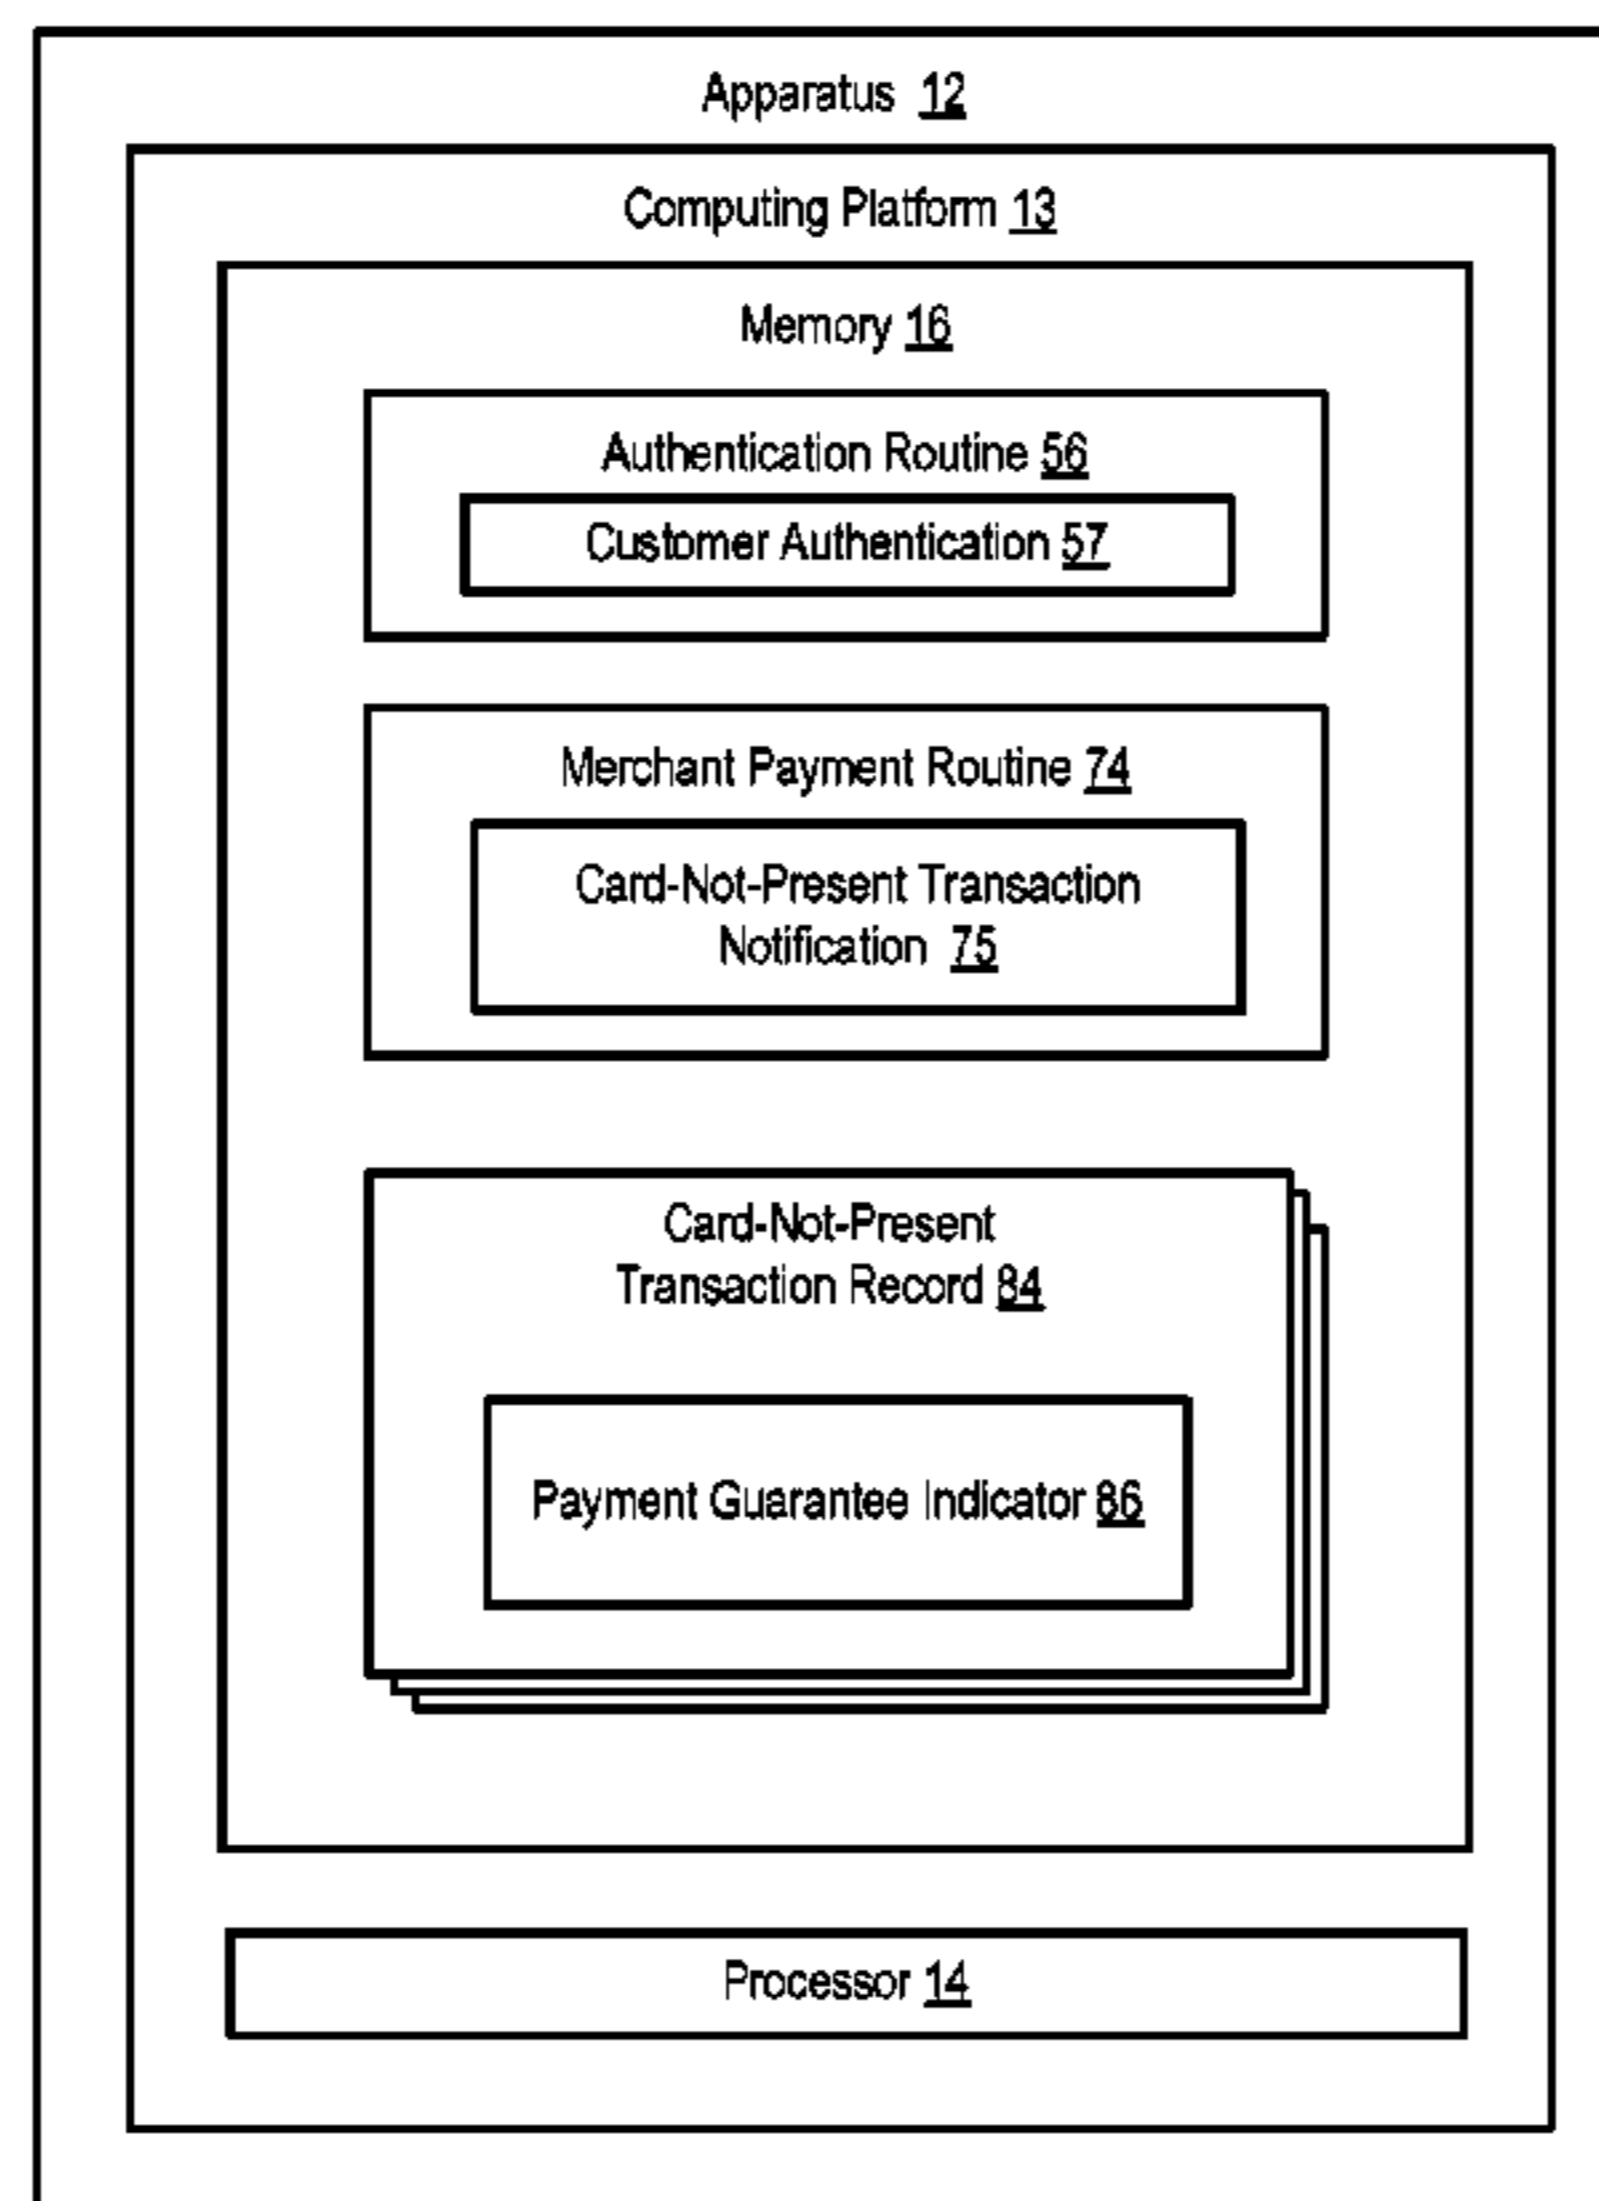 Apparatus 12
Computing Platform 13
Memory 16
Authentication Routine 56
Customer Authentication 57
Merchant Payment Routine 74
Card-Not-Present Transaction
Notification 75
Card-Not-Present
Transaction Record 84
Payment Guarantee Indicator 86
Processor 14